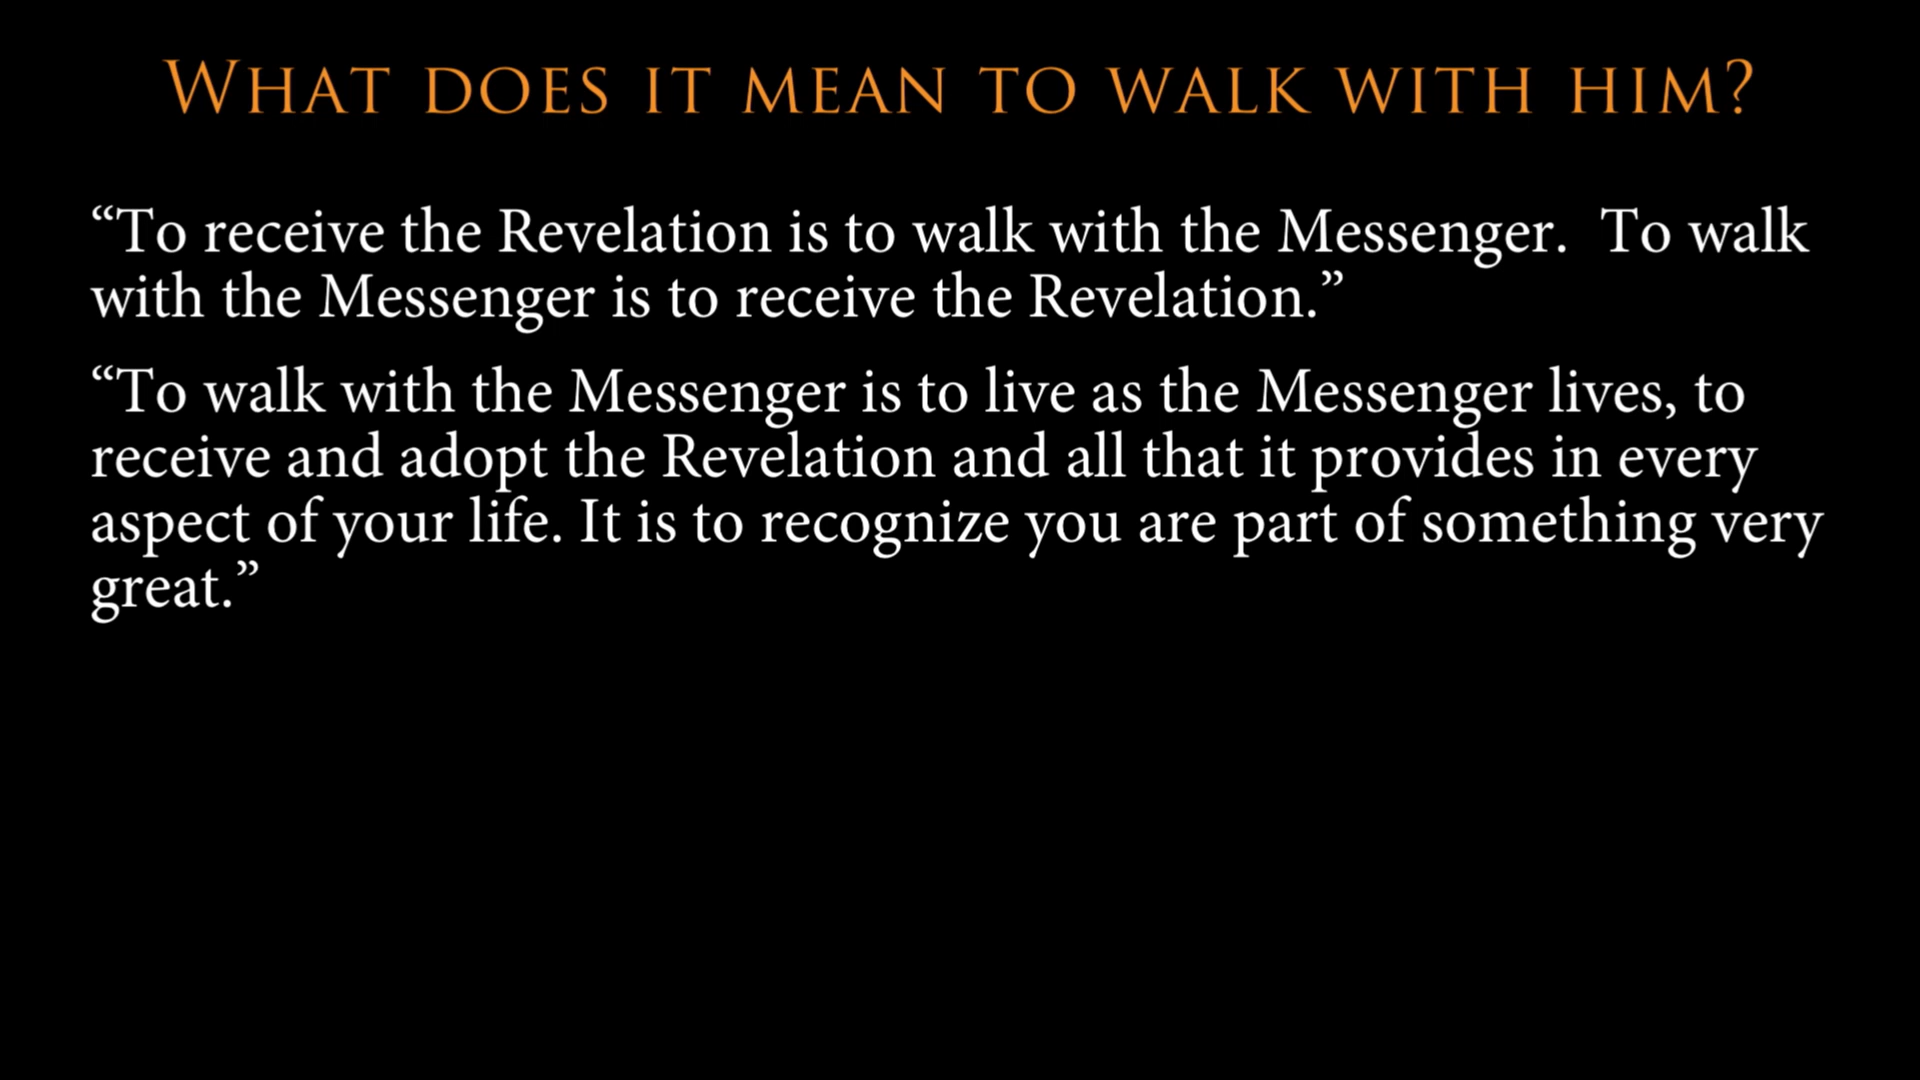 What does it mean to walk with him?
“To receive the Revelation is to walk with the Messenger.  To walk
with the Messenger is to receive the Revelation.”
“To walk with the Messenger is to live as the Messenger lives, to
receive and adopt the Revelation and all that it provides in every
aspect of your life. It is to recognize you are part of something very
great.”